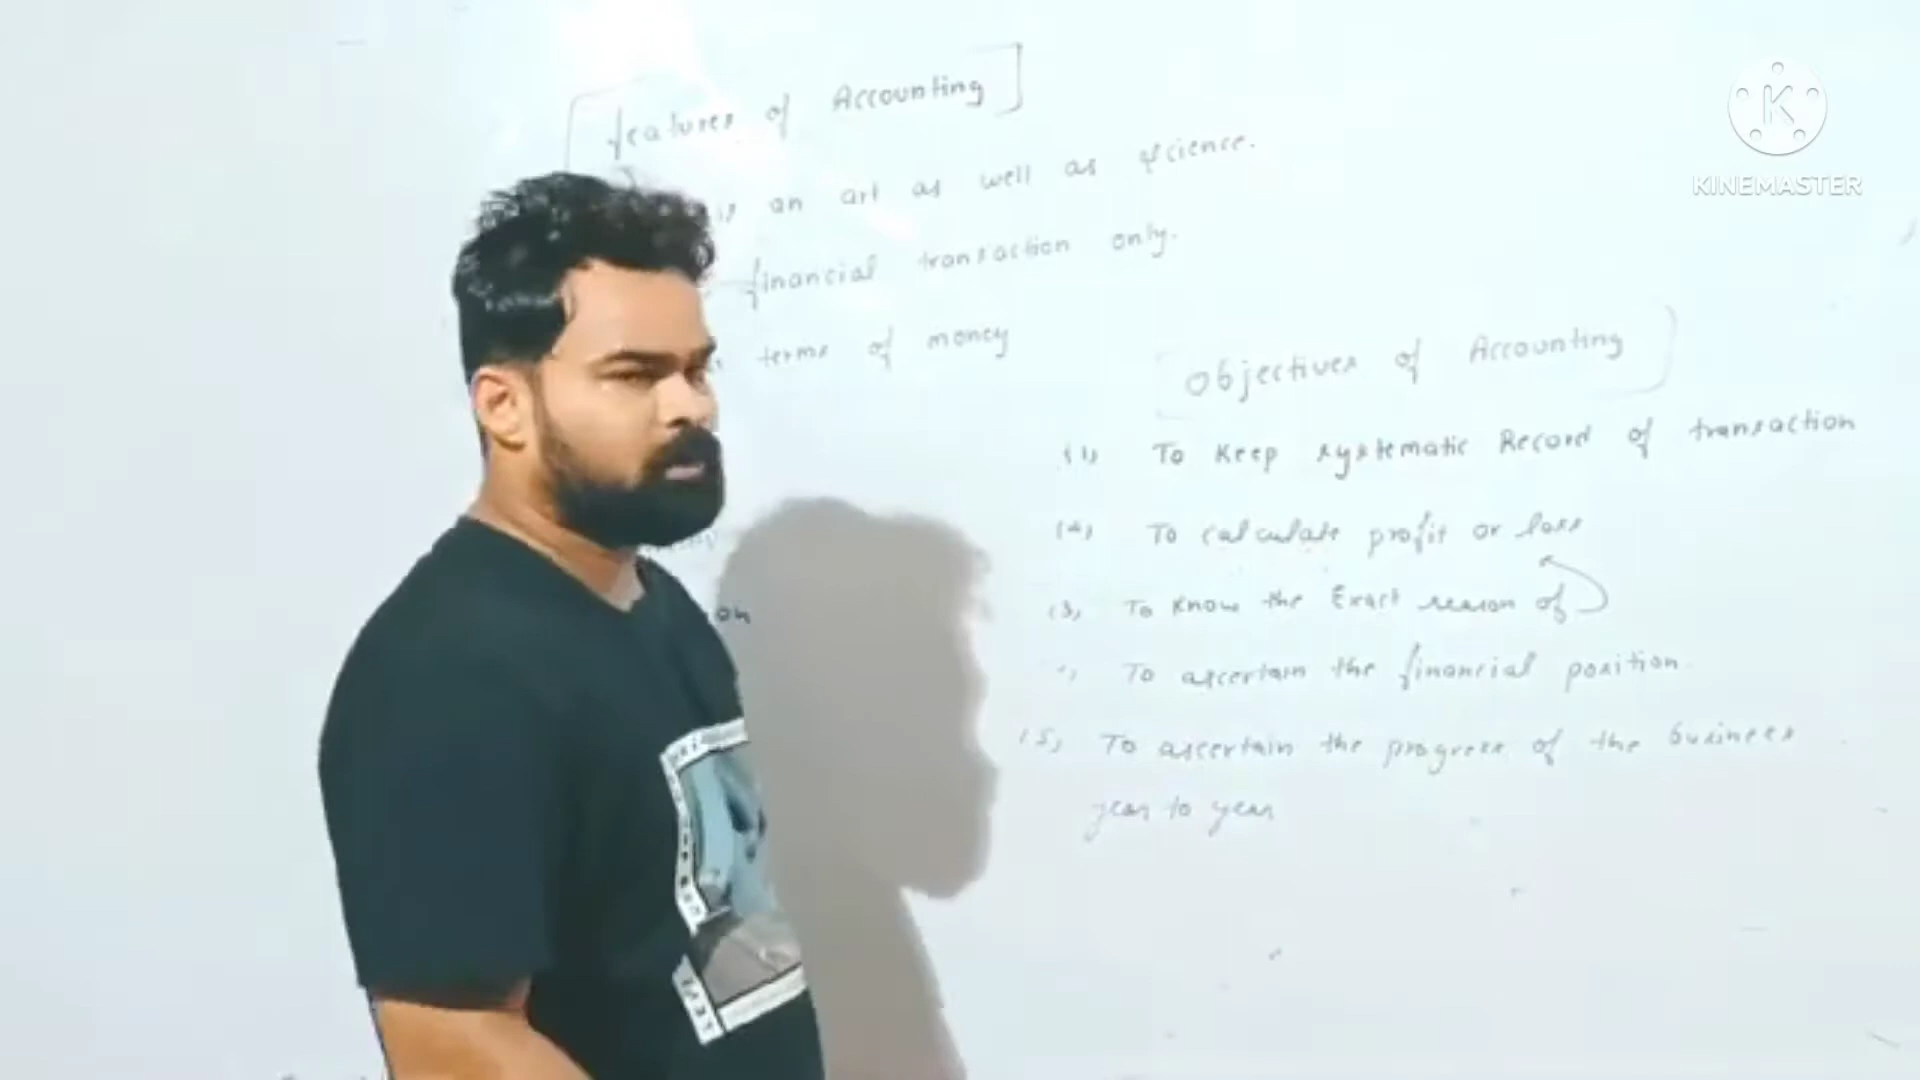 features of Accounting
is an art as well as science.
financial transaction only.
terms of money
on
Objectives of Accounting
(1) To Keep systematic Record of transaction
To calculate profit or loss
(3) To Know the Exact reason of
To ascertain the financial position
(5) To ascertain the progress of the business
year to year
KINEMASTER